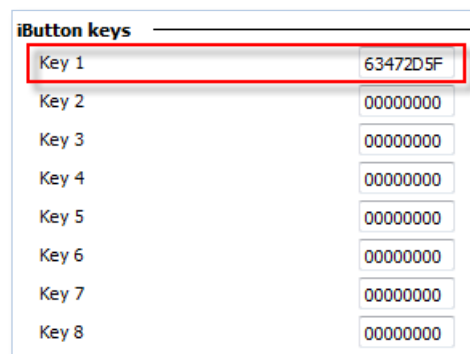 iButton keys
Key 1 63472D5F
Key 2 00000000
Key 3 00000000
Key 4 00000000
Key 5 00000000
Key 6 00000000
Key 7 00000000
Key 8 00000000